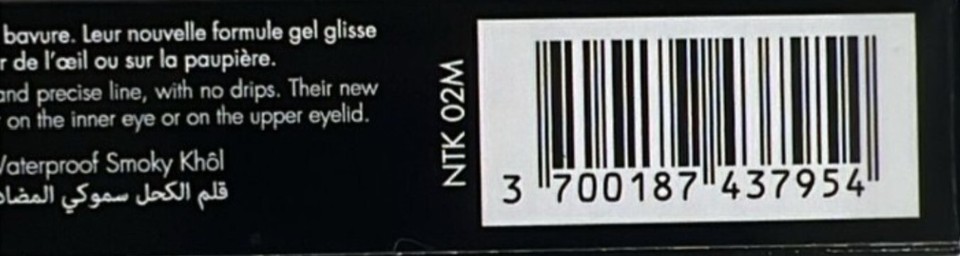 bavure. Leur nouvelle formule gel glisse
de l'œil ou sur la paupière.
and precise line, with no drips. Their new
on the inner eye or on the upper eyelid.
Waterproof Smoky Khôl
قلم الكحل سموكي
NTK 02M
3 700187 437954